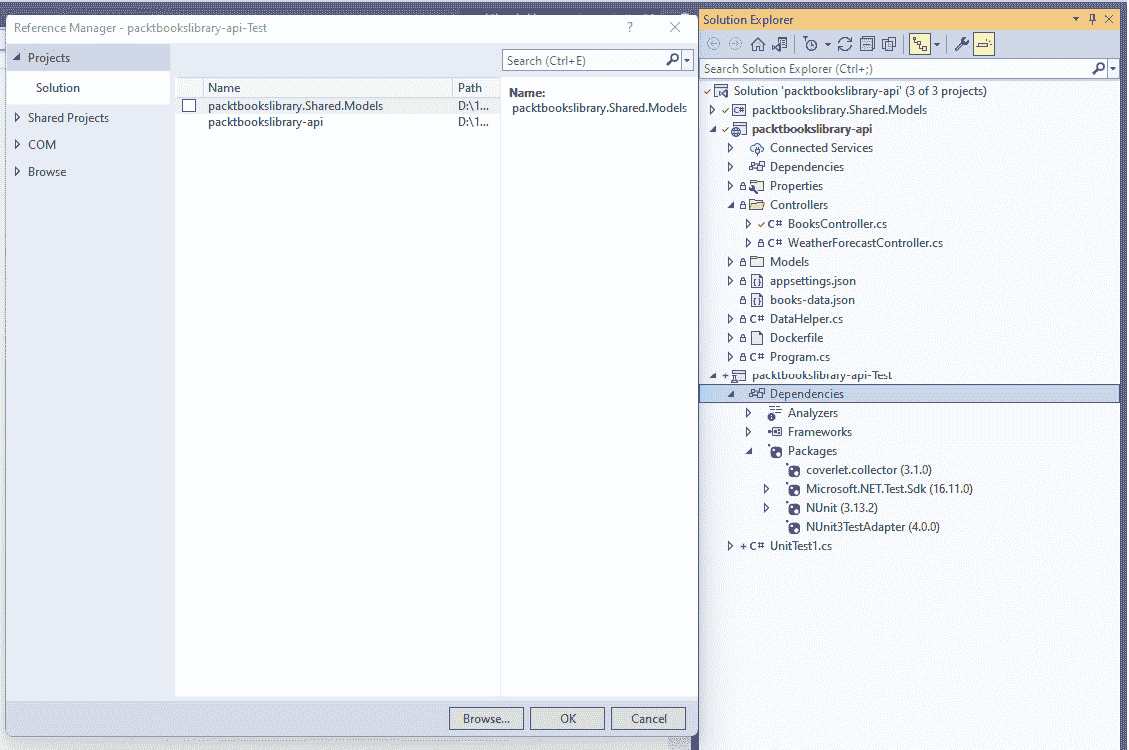 Reference Manager - packtbookslibrary-api-Test
?
Projects
Solution
Shared Projects
COM
Browse
Name
Path
packtbookslibrary.Shared.Models
D:\1...
packtbookslibrary-api
D:\1...
Search (Ctrl+E)
Name:
packtbookslibrary.Shared.Models
Browse...
OK
Cancel
Solution Explorer
Search Solution Explorer (Ctrl+;)
Solution 'packtbookslibrary-api' (3 of 3 projects)
C# packtbookslibrary.Shared.Models
packtbookslibrary-api
Connected Services
Dependencies
Properties
Controllers
C# BooksController.cs
C# WeatherForecastController.cs
Models
appsettings.json
books-data.json
C# DataHelper.cs
Dockerfile
C# Program.cs
packtbookslibrary-api-Test
Dependencies
Analyzers
Frameworks
Packages
coverlet.collector (3.1.0)
Microsoft.NET.Test.Sdk (16.11.0)
NUnit (3.13.2)
NUnit3TestAdapter (4.0.0)
+ C# UnitTest1.cs